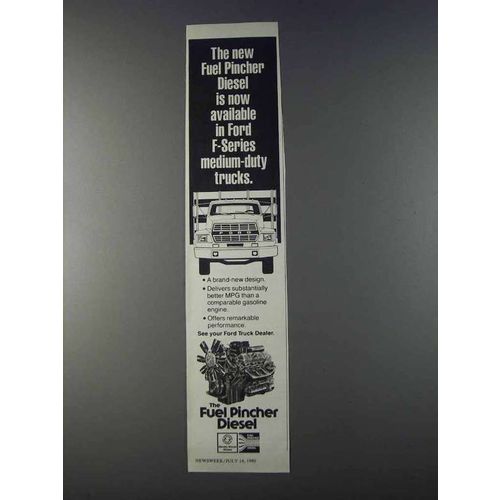 The new
Fuel Pincher
Diesel
is now
available
in Ford
F-Series
medium-duty
trucks.
FORD
• A brand-new design.
• Delivers substantially
better MPG than a
comparable gasoline
engine.
• Offers remarkable
performance.
See your Ford Truck Dealer.
The
Fuel Pincher
Diesel
NEWSWEEK/JULY 14, 1980